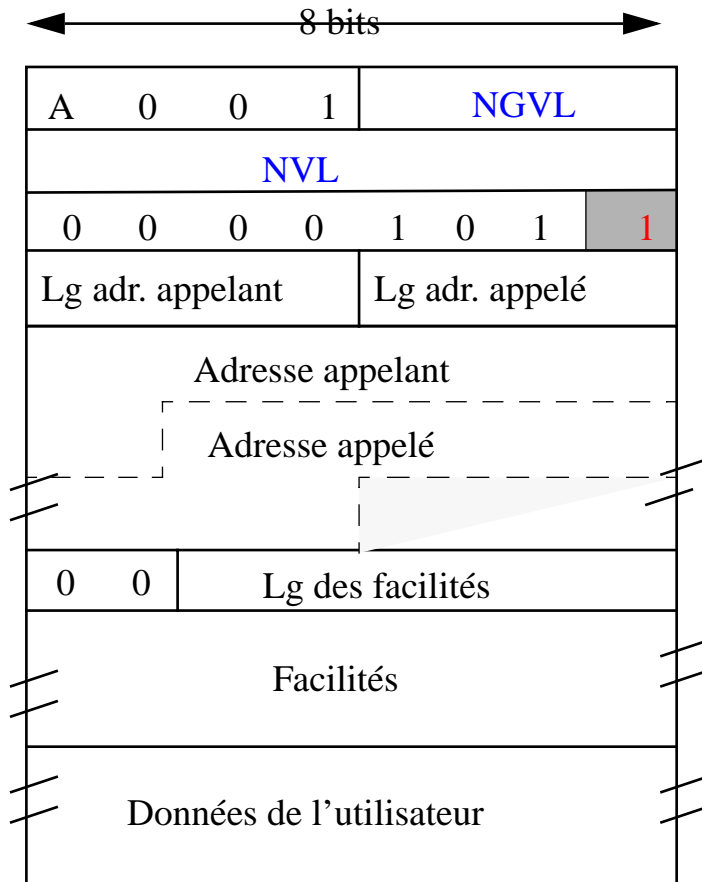 8 bits
A 0 0 1 NGVL
NVL
0 0 0 0 1 0 1 1
Lg adr. appelant Lg adr. appelé
Adresse appelant
Adresse appelé
0 0 Lg des facilités
Facilités
Données de l’utilisateur